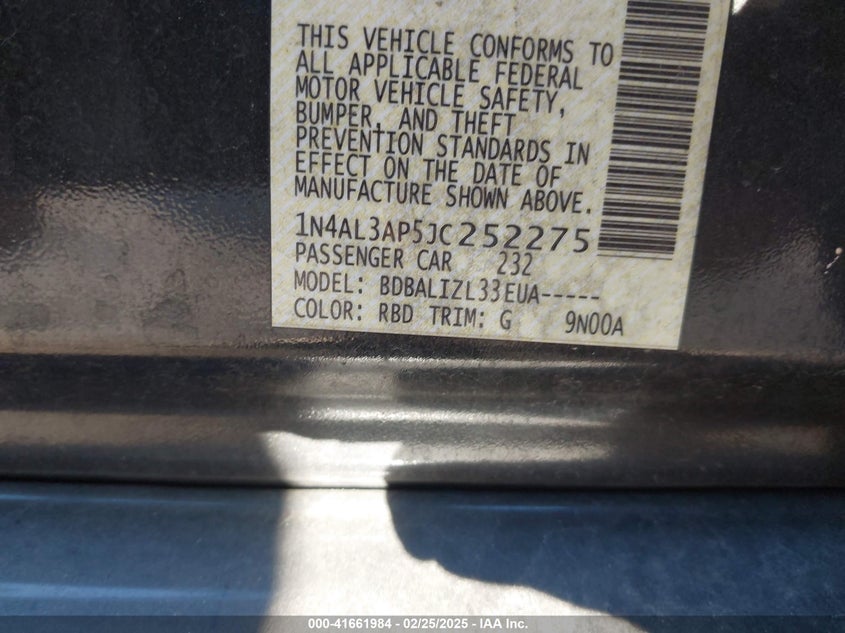 THIS VEHICLE CONFORMS TO
ALL APPLICABLE FEDERAL
MOTOR VEHICLE SAFETY,
BUMPER, AND THEFT
PREVENTION STANDARDS IN
EFFECT ON THE DATE OF
MANUFACTURE SHOWN ABOVE.
1N4AL3AP5JC252275
PASSENGER CAR 232
MODEL: BDBALIZL33EUA-----
COLOR: RBD TRIM: G 9N00A
000-41661984 - 02/25/2025 - IAA Inc.